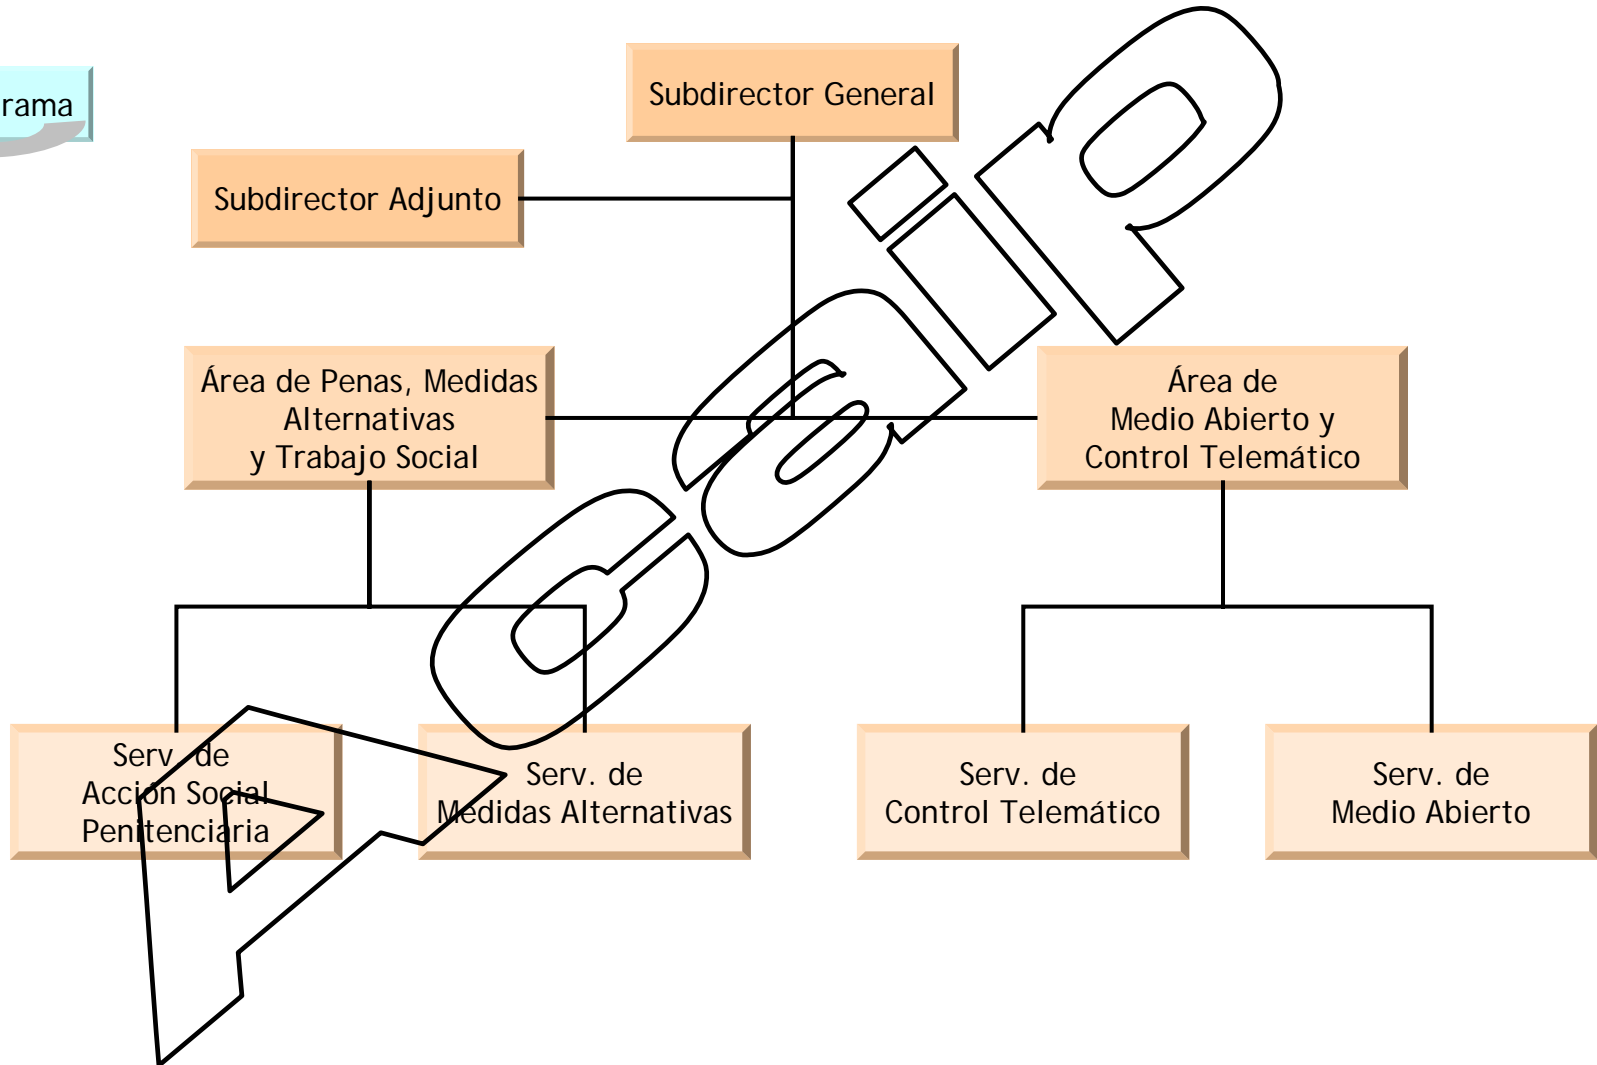 rama
Subdirector General
Subdirector Adjunto
Área de Penas, Medidas
Alternativas
y Trabajo Social
Área de
Medio Abierto y
Control Telemático
Serv. de
Acción Social
Penitenciaria
Serv. de
Medidas Alternativas
Serv. de
Control Telemático
Serv. de
Medio Abierto
Acaip